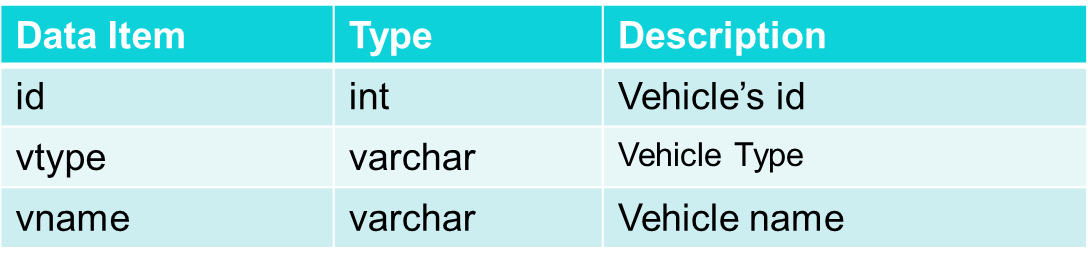 Data Item Type Description
id int Vehicle’s id
vtype varchar Vehicle Type
vname varchar Vehicle name